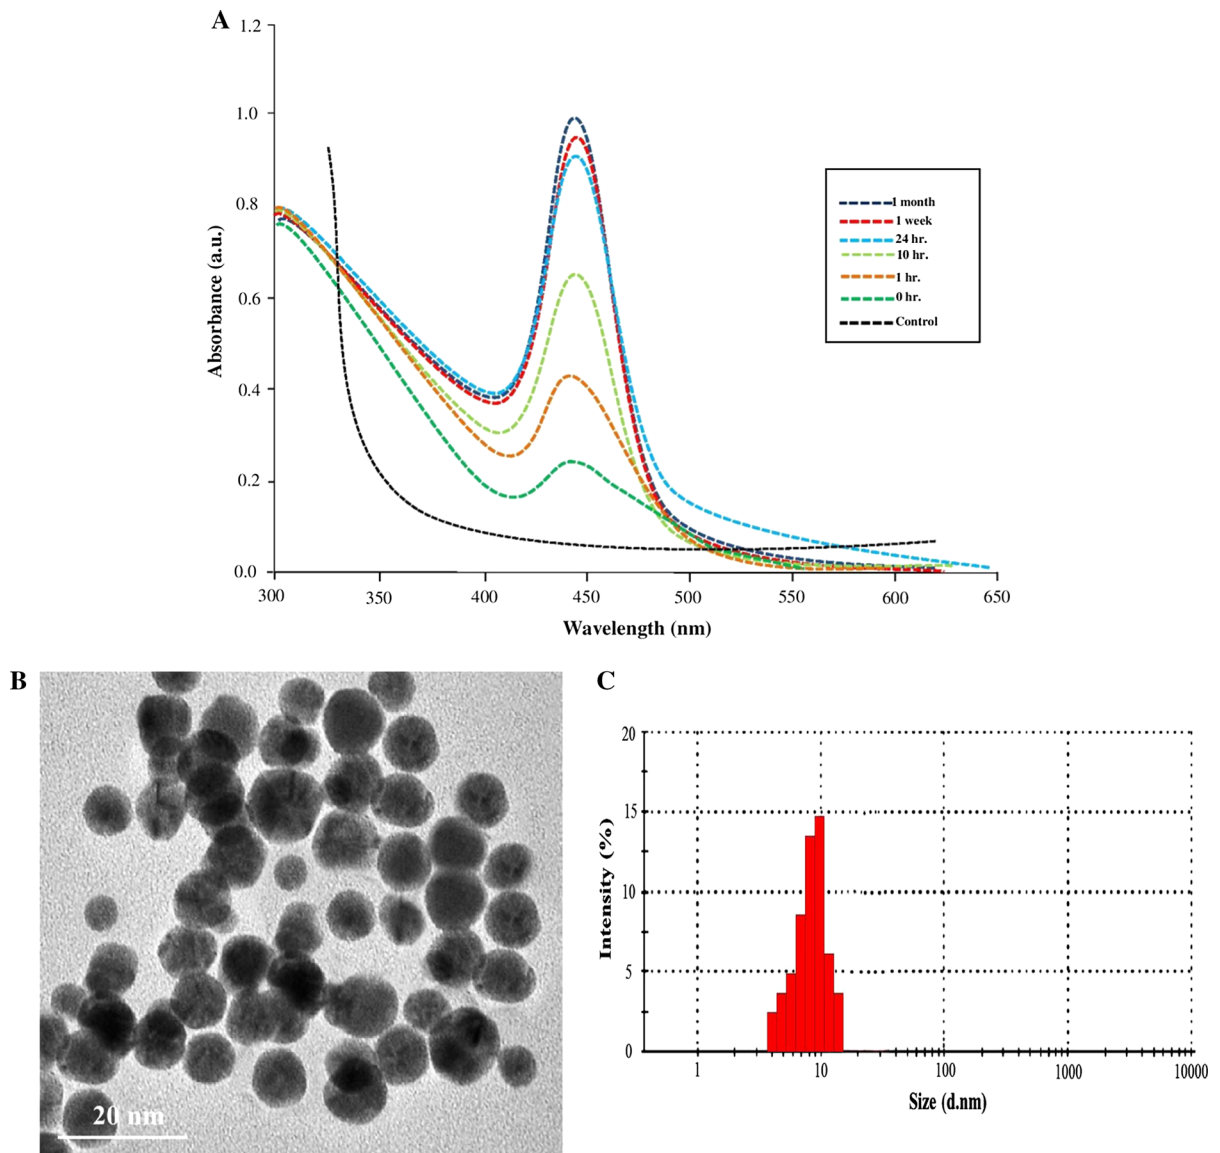 A
1.2
1.0
0.8
0.6
0.4
0.2
0.0
Absorbance (a.u.)
300 350 400 450 500 550 600 650
Wavelength (nm)
1 month
1 week
24 hr.
10 hr.
1 hr.
0 hr.
Control
B
20 nm
C
20
15
10
5
0
Intensity (%)
1 10 100 1000 10000
Size (d.nm)